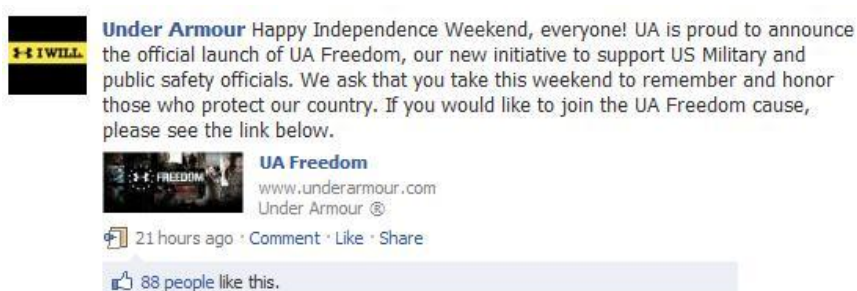 Under Armour Happy Independence Weekend, everyone! UA is proud to announce
I WILL. the official launch of UA Freedom, our new initiative to support US Military and
public safety officials. We ask that you take this weekend to remember and honor
those who protect our country. If you would like to join the UA Freedom cause,
please see the link below.
FREEDOM
UA Freedom
www.underarmour.com
Under Armour ®
21 hours ago · Comment · Like · Share
88 people like this.